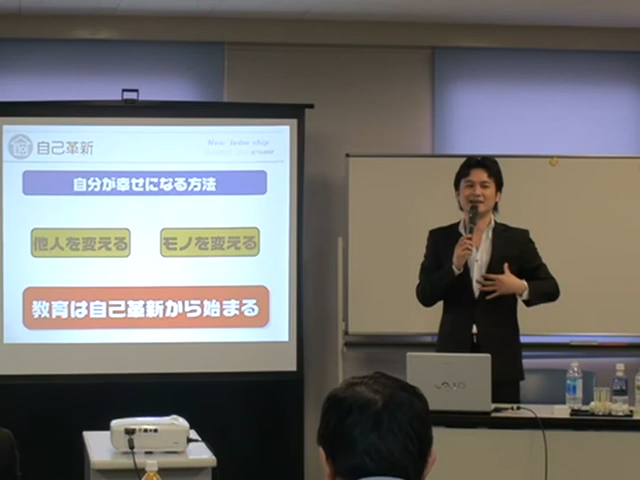 自己革新
自分が幸せになる方法
他人を変える
モノを変える
教育は自己革新から始まる
VAIO